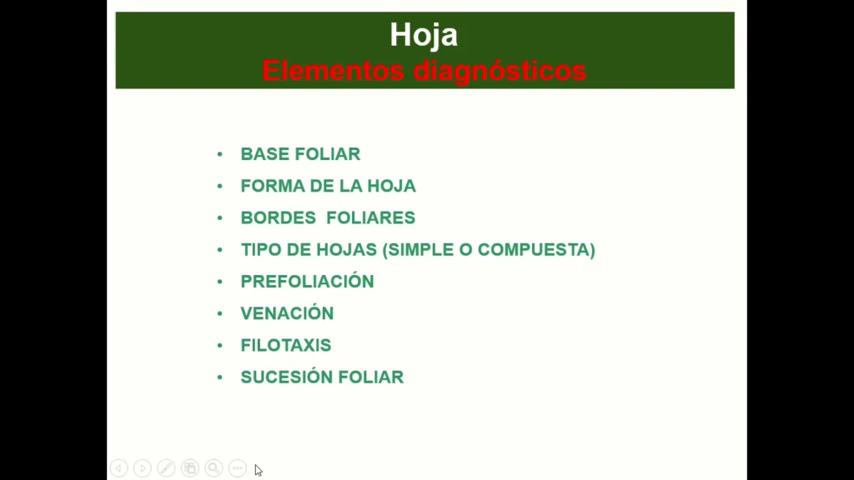 Hoja
Elementos diagnósticos
• BASE FOLIAR
• FORMA DE LA HOJA
• BORDES  FOLIARES
• TIPO DE HOJAS (SIMPLE O COMPUESTA)
• PREFOLIACIÓN
• VENACIÓN
• FILOTAXIS
• SUCESIÓN FOLIAR